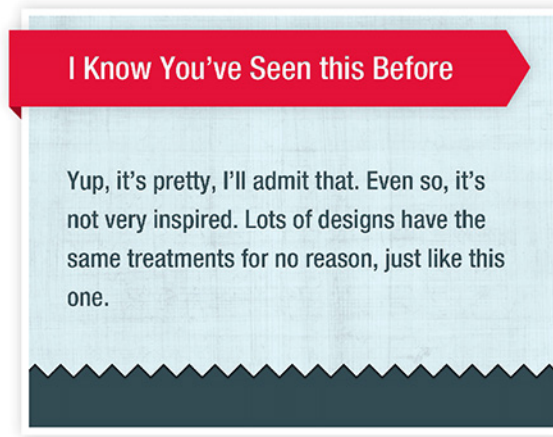 I Know You’ve Seen this Before
Yup, it’s pretty, I’ll admit that. Even so, it’s
not very inspired. Lots of designs have the
same treatments for no reason, just like this
one.